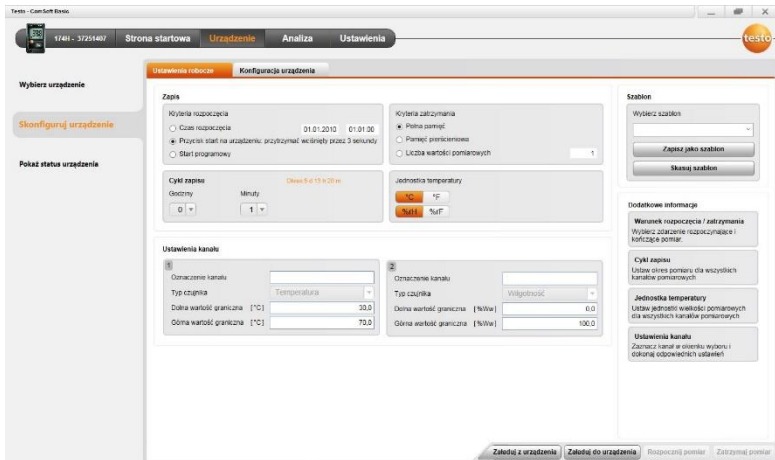 Testo - ComSoft Basic
174H - 37251407
Strona startowa
Urządzenie
Analiza
Ustawienia
testo
Wybierz urządzenie
Skonfiguruj urządzenie
Pokaż status urządzenia
Ustawienia robocze
Konfiguracja urządzenia
Zapis
Kryteria rozpoczęcia
Czas rozpoczęcia 01.01.2010 01:01:00
Przycisk start na urządzeniu: przytrzymać wciśnięty przez 3 sekundy
Start programowy
Kryteria zatrzymania
Pełna pamięć
Pamięć pierścieniowa
Liczba wartości pomiarowych 1
Cykl zapisu Okres 5 d 15 h 20 m
Godziny Minuty
0 1
Jednostka temperatury
°C °F
%rH %rF
Ustawienia kanału
1
Oznaczenie kanału
Typ czujnika Temperatura
Dolna wartość graniczna [°C] 30,0
Górna wartość graniczna [°C] 70,0
2
Oznaczenie kanału
Typ czujnika Wilgotność
Dolna wartość graniczna [%Ww] 0,0
Górna wartość graniczna [%Ww] 100,0
Szablon
Wybierz szablon
Zapisz jako szablon
Skasuj szablon
Dodatkowe informacje
Warunek rozpoczęcia / zatrzymania
Wybierz zdarzenie rozpoczynające i
kończące pomiar.
Cykl zapisu
Ustaw okres pomiaru dla wszystkich
kanałów pomiarowych
Jednostka temperatury
Ustaw jednostki wielkości pomiarowych
dla wszystkich kanałów pomiarowych
Ustawienia kanału
Zaznacz kanał w okienku wyboru i
dokonaj odpowiednich ustawień
Załaduj z urządzenia
Załaduj do urządzenia
Rozpocznij pomiar
Zatrzymaj pomiar